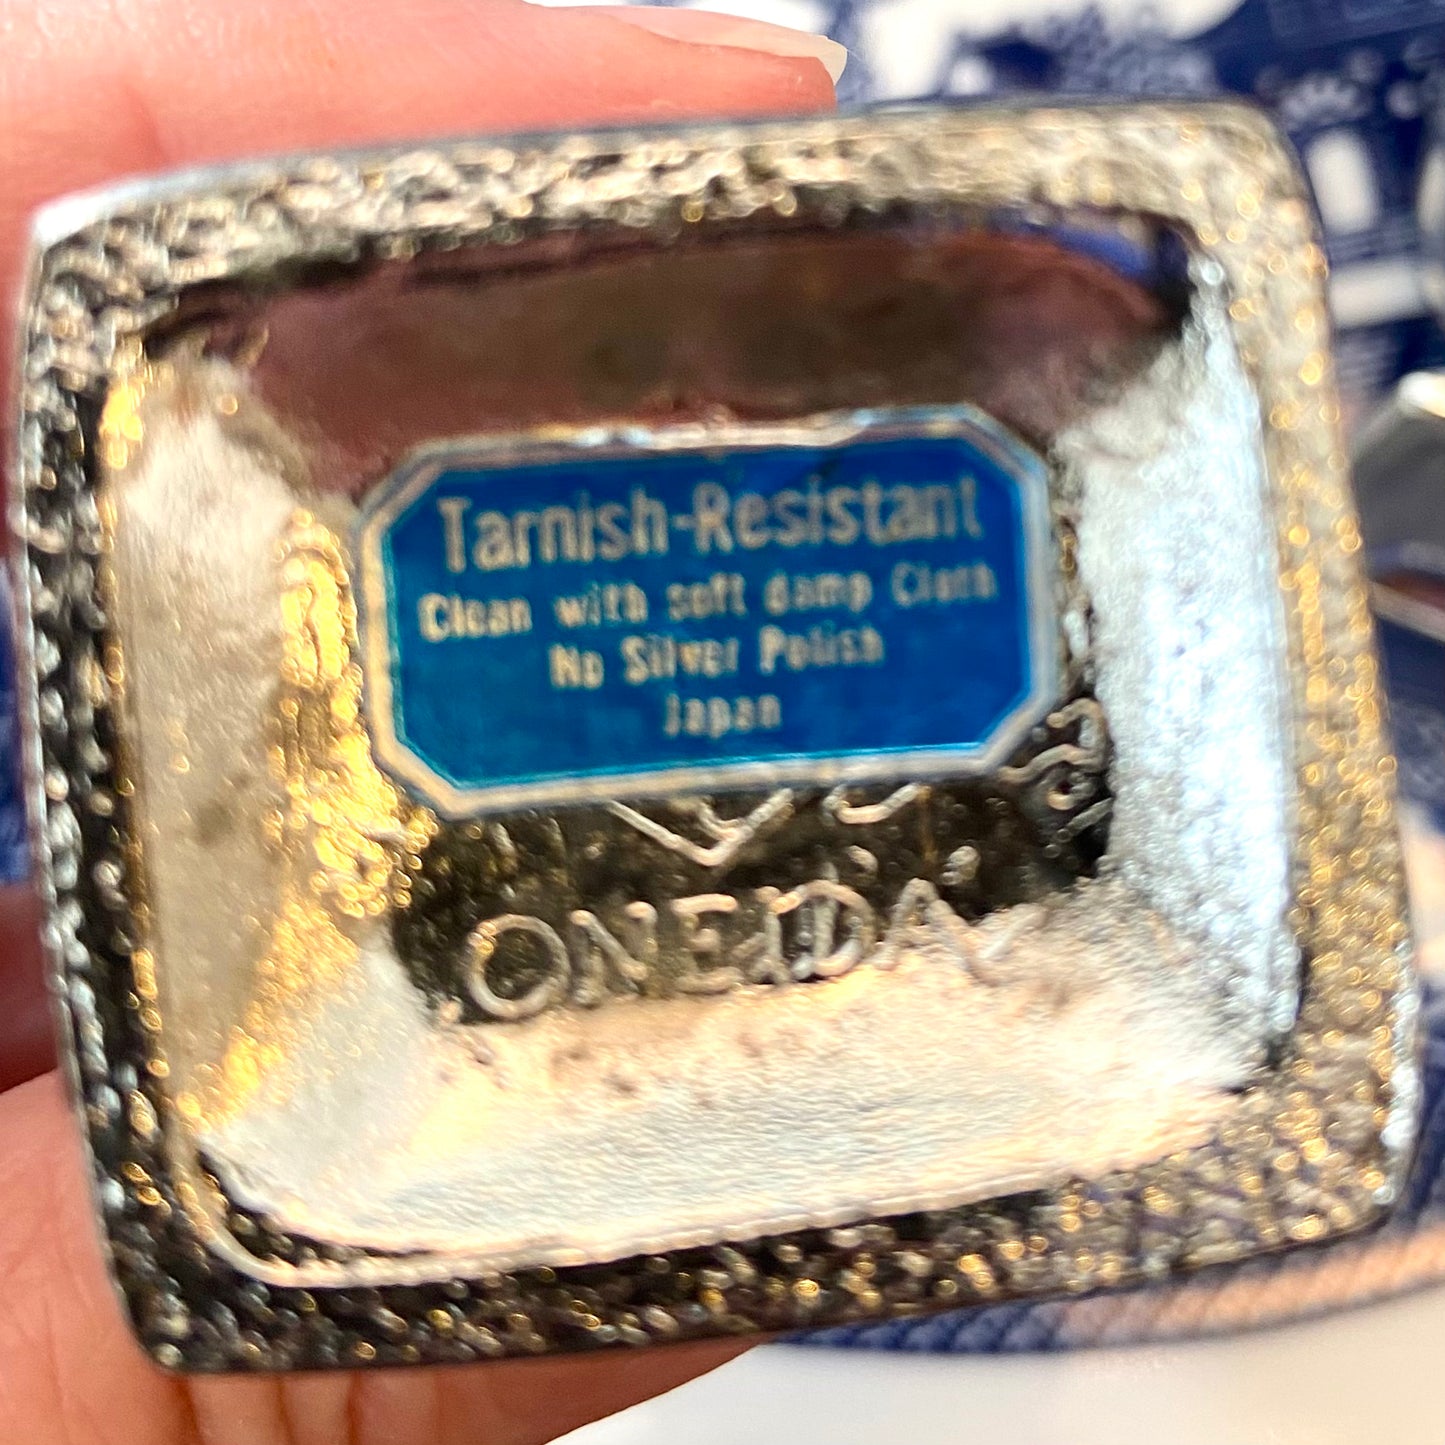 Tarnish-Resistant
Clean with soft damp Cloth
No Silver Polish
Japan
ONEIDA